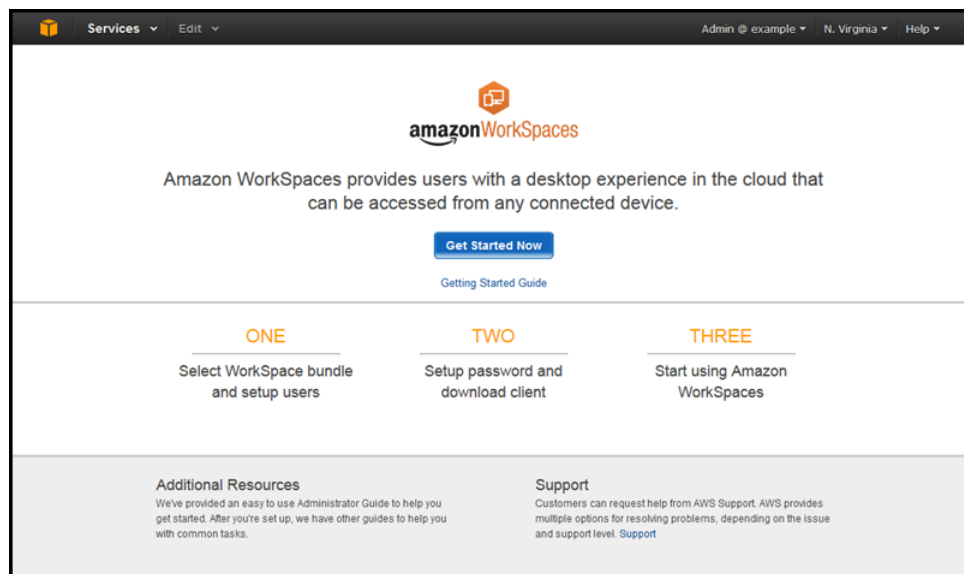 Services Edit Admin @ example N. Virginia Help
amazon WorkSpaces
Amazon WorkSpaces provides users with a desktop experience in the cloud that
can be accessed from any connected device.
Get Started Now
Getting Started Guide
ONE
Select WorkSpace bundle
and setup users
TWO
Setup password and
download client
THREE
Start using Amazon
WorkSpaces
Additional Resources
We've provided an easy to use Administrator Guide to help you
get started. After you're set up, we have other guides to help you
with common tasks.
Support
Customers can request help from AWS Support. AWS provides
multiple options for resolving problems, depending on the issue
and support level. Support